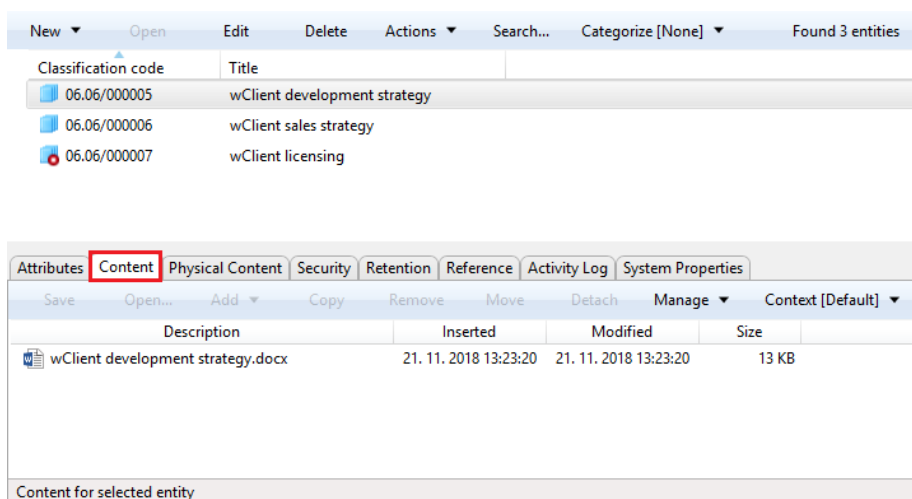 New Open Edit Delete Actions Search... Categorize [None] Found 3 entities
Classification code Title
06.06/000005 wClient development strategy
06.06/000006 wClient sales strategy
06.06/000007 wClient licensing
Attributes Content Physical Content Security Retention Reference Activity Log System Properties
Save Open... Add Copy Remove Move Detach Manage Context [Default]
Description Inserted Modified Size
wClient development strategy.docx 21. 11. 2018 13:23:20 21. 11. 2018 13:23:20 13 KB
Content for selected entity